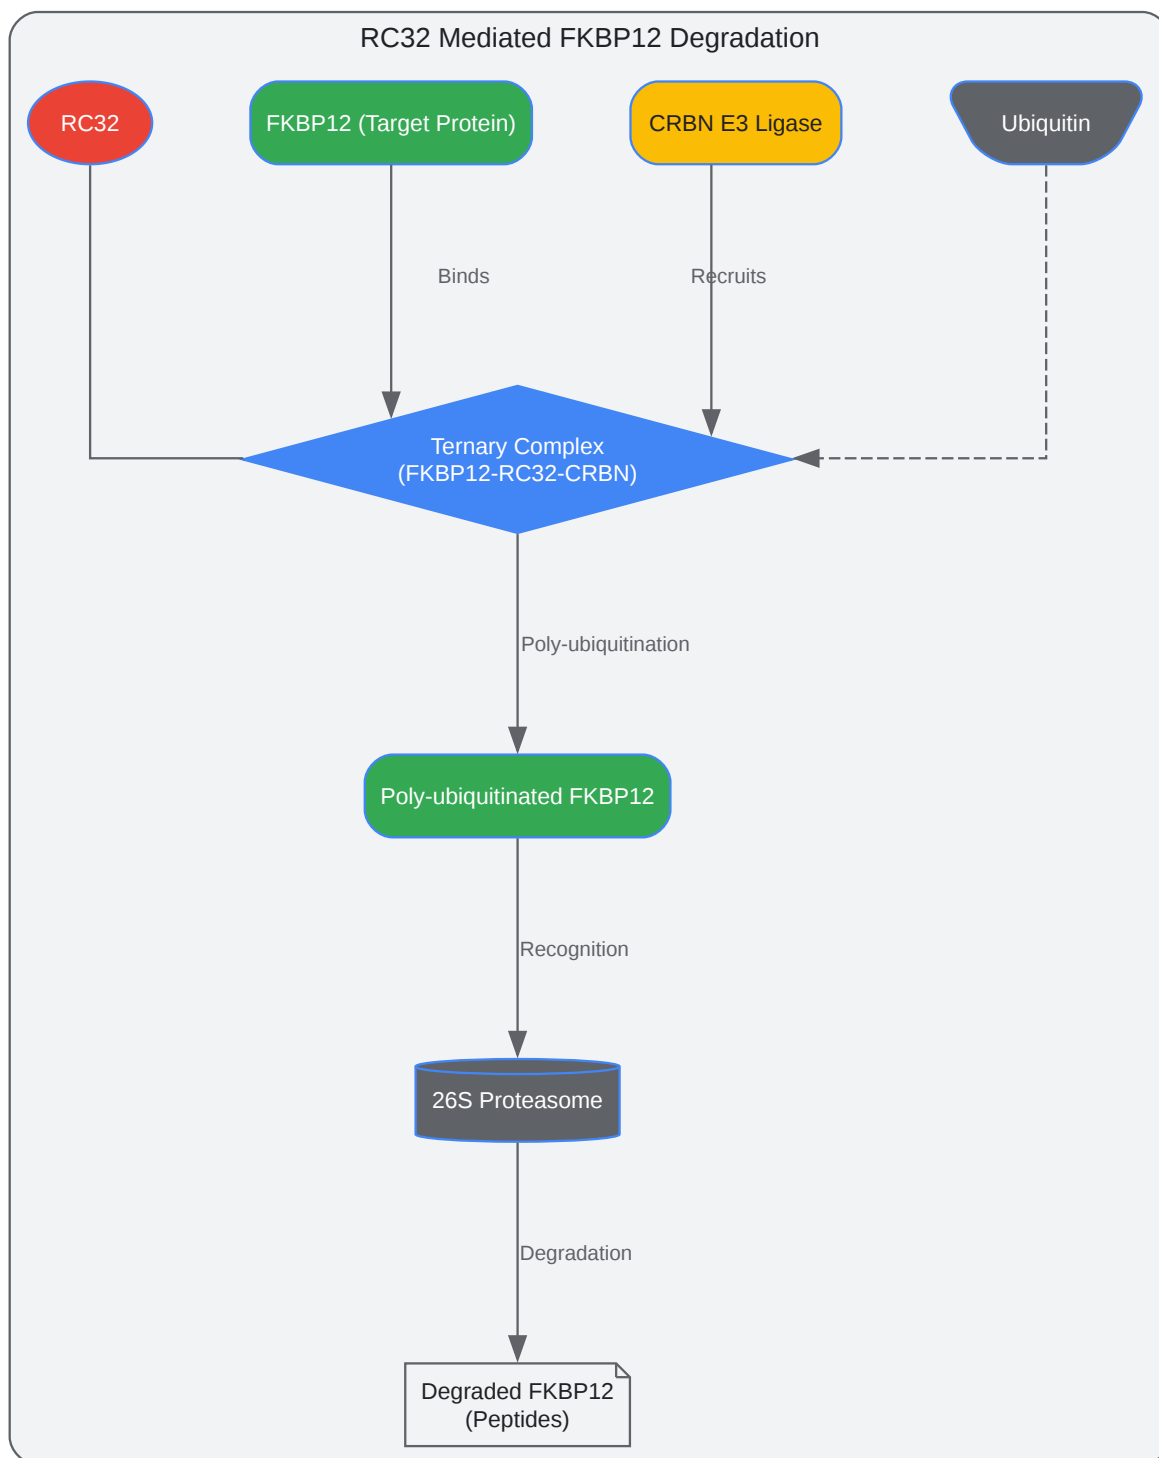 RC32 Mediated FKBP12 Degradation
RC32
FKBP12 (Target Protein)
CRBN E3 Ligase
Ubiquitin
Binds
Recruits
Ternary Complex
(FKBP12-RC32-CRBN)
Poly-ubiquitination
Poly-ubiquitinated FKBP12
Recognition
26S Proteasome
Degradation
Degraded FKBP12
(Peptides)